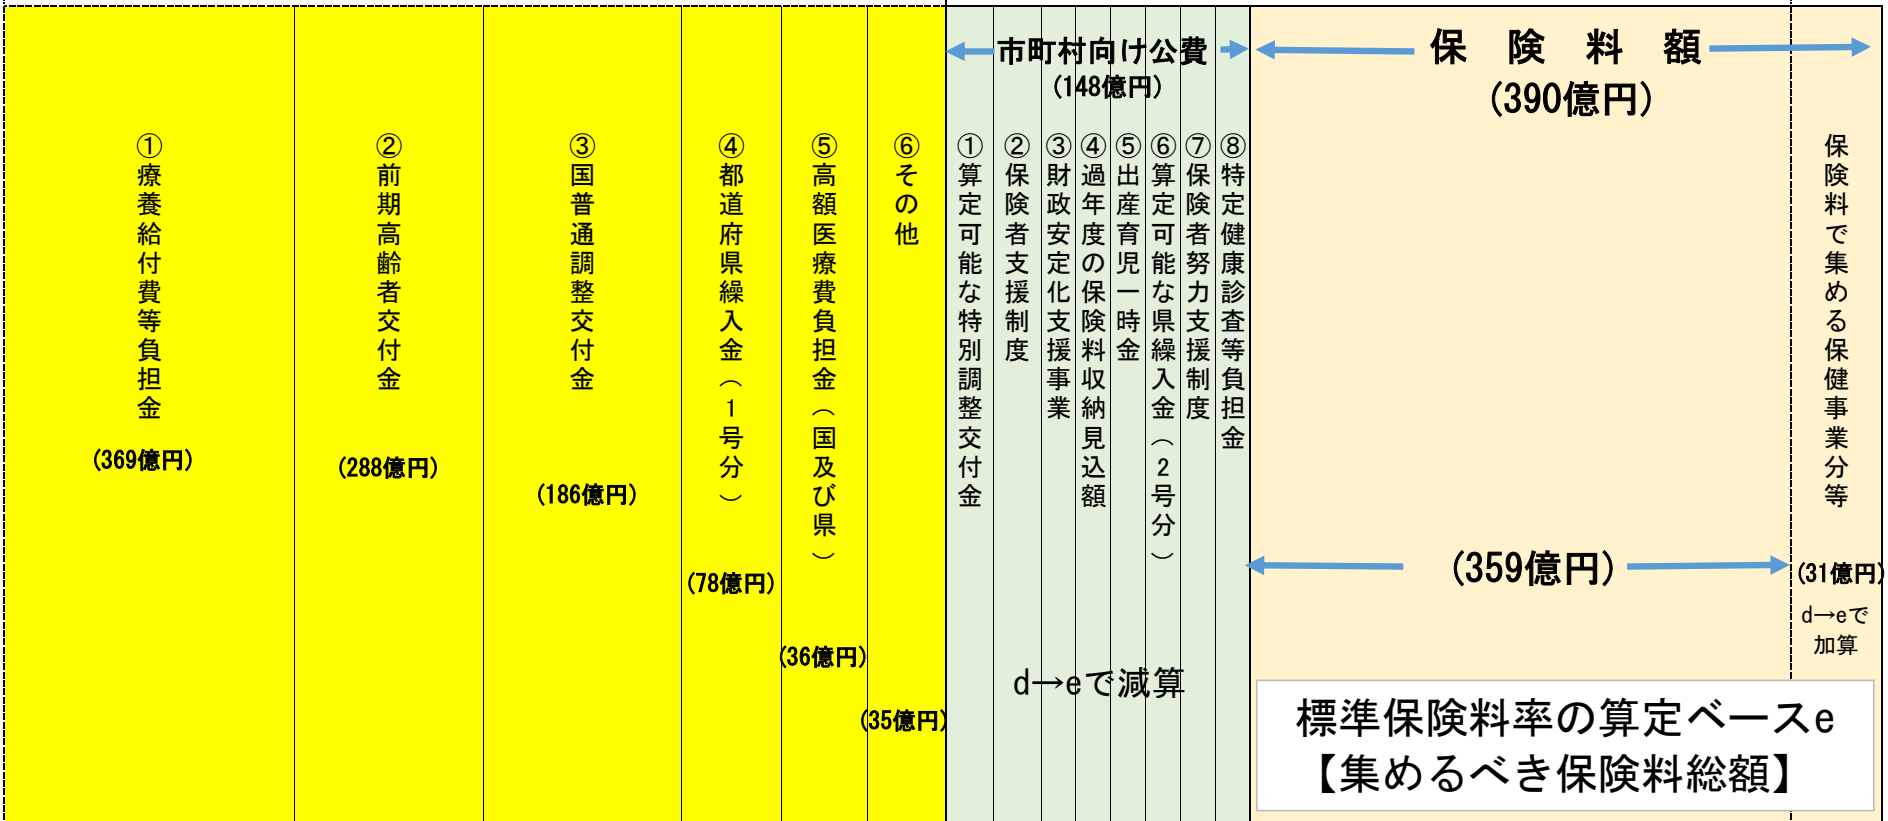 ①療養給付費等負担金
(369億円)
②前期高齢者交付金
(288億円)
③国普通調整交付金
(186億円)
④都道府県繰入金（1号分）
(78億円)
⑤高額医療費負担金（国及び県）
(36億円)
⑥その他
(35億円)
市町村向け公費
(148億円)
①算定可能な特別調整交付金
②保険者支援制度
③財政安定化支援事業
④過年度の保険料収納見込額
⑤出産育児一時金
⑥算定可能な県繰入金（2号分）
⑦保険者努力支援制度
⑧特定健康診査等負担金
d→eで減算
保　険　料　額
(390億円)
(359億円)
保険料で集める保健事業分等
(31億円)
d→eで
加算
標準保険料率の算定ベースe
【集めるべき保険料総額】